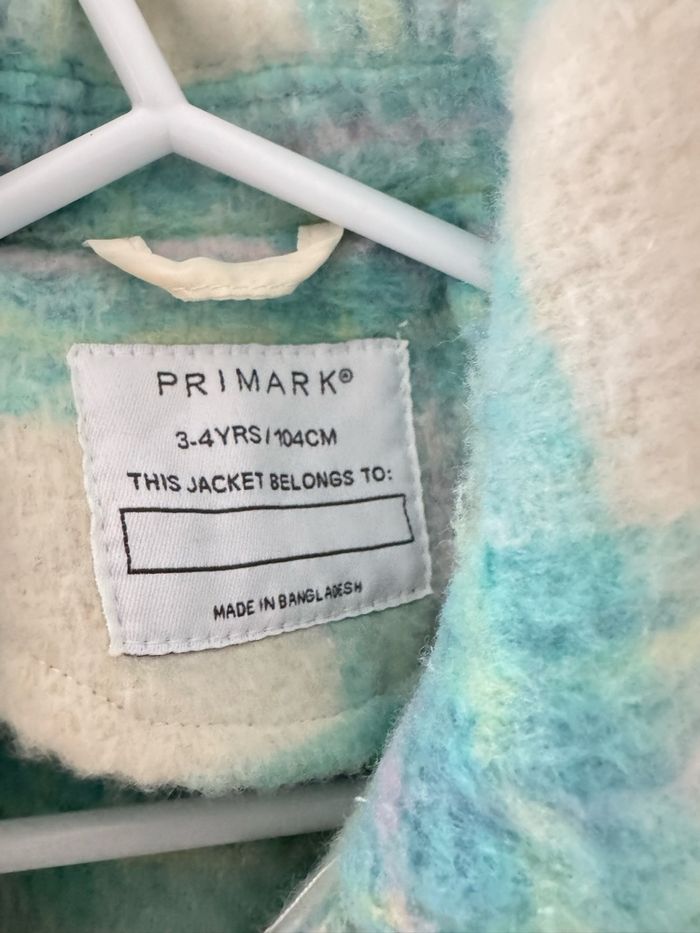 PRIMARK®
3-4YRS/104CM
THIS JACKET BELONGS TO:
MADE IN BANGLADESH